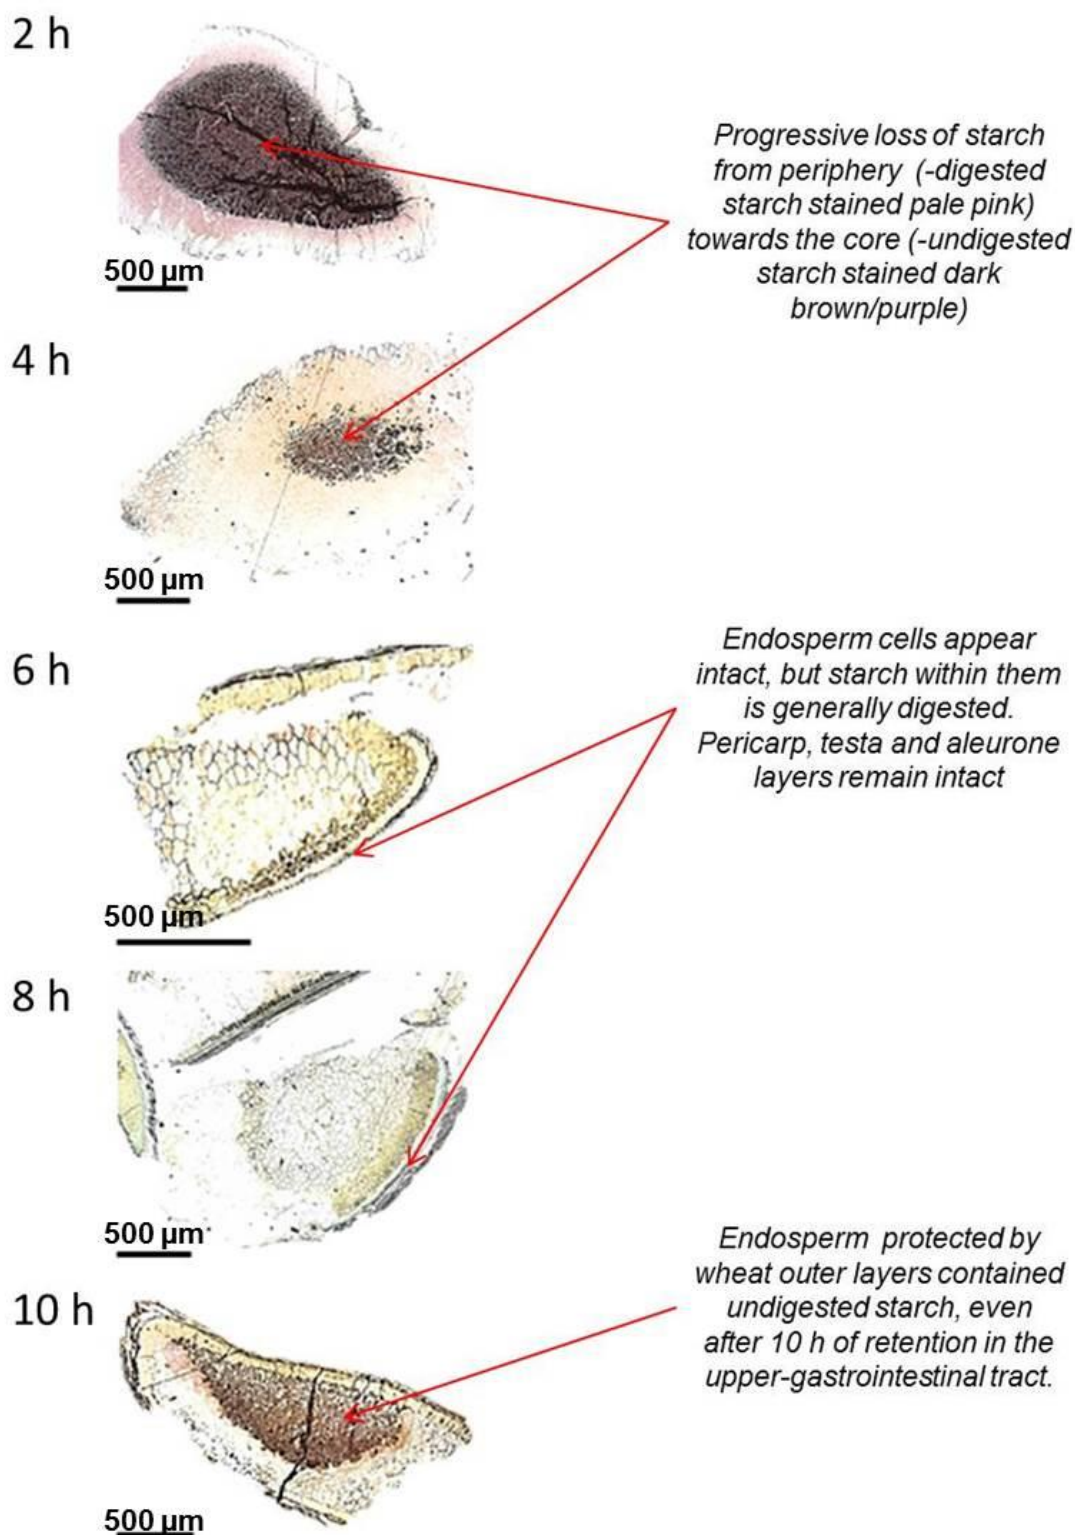 2 h
500 µm
Progressive loss of starch
from periphery (-digested
starch stained pale pink)
towards the core (-undigested
starch stained dark
brown/purple)
4 h
500 µm
6 h
500 µm
Endosperm cells appear
intact, but starch within them
is generally digested.
Pericarp, testa and aleurone
layers remain intact
8 h
500 µm
10 h
500 µm
Endosperm protected by
wheat outer layers contained
undigested starch, even
after 10 h of retention in the
upper-gastrointestinal tract.